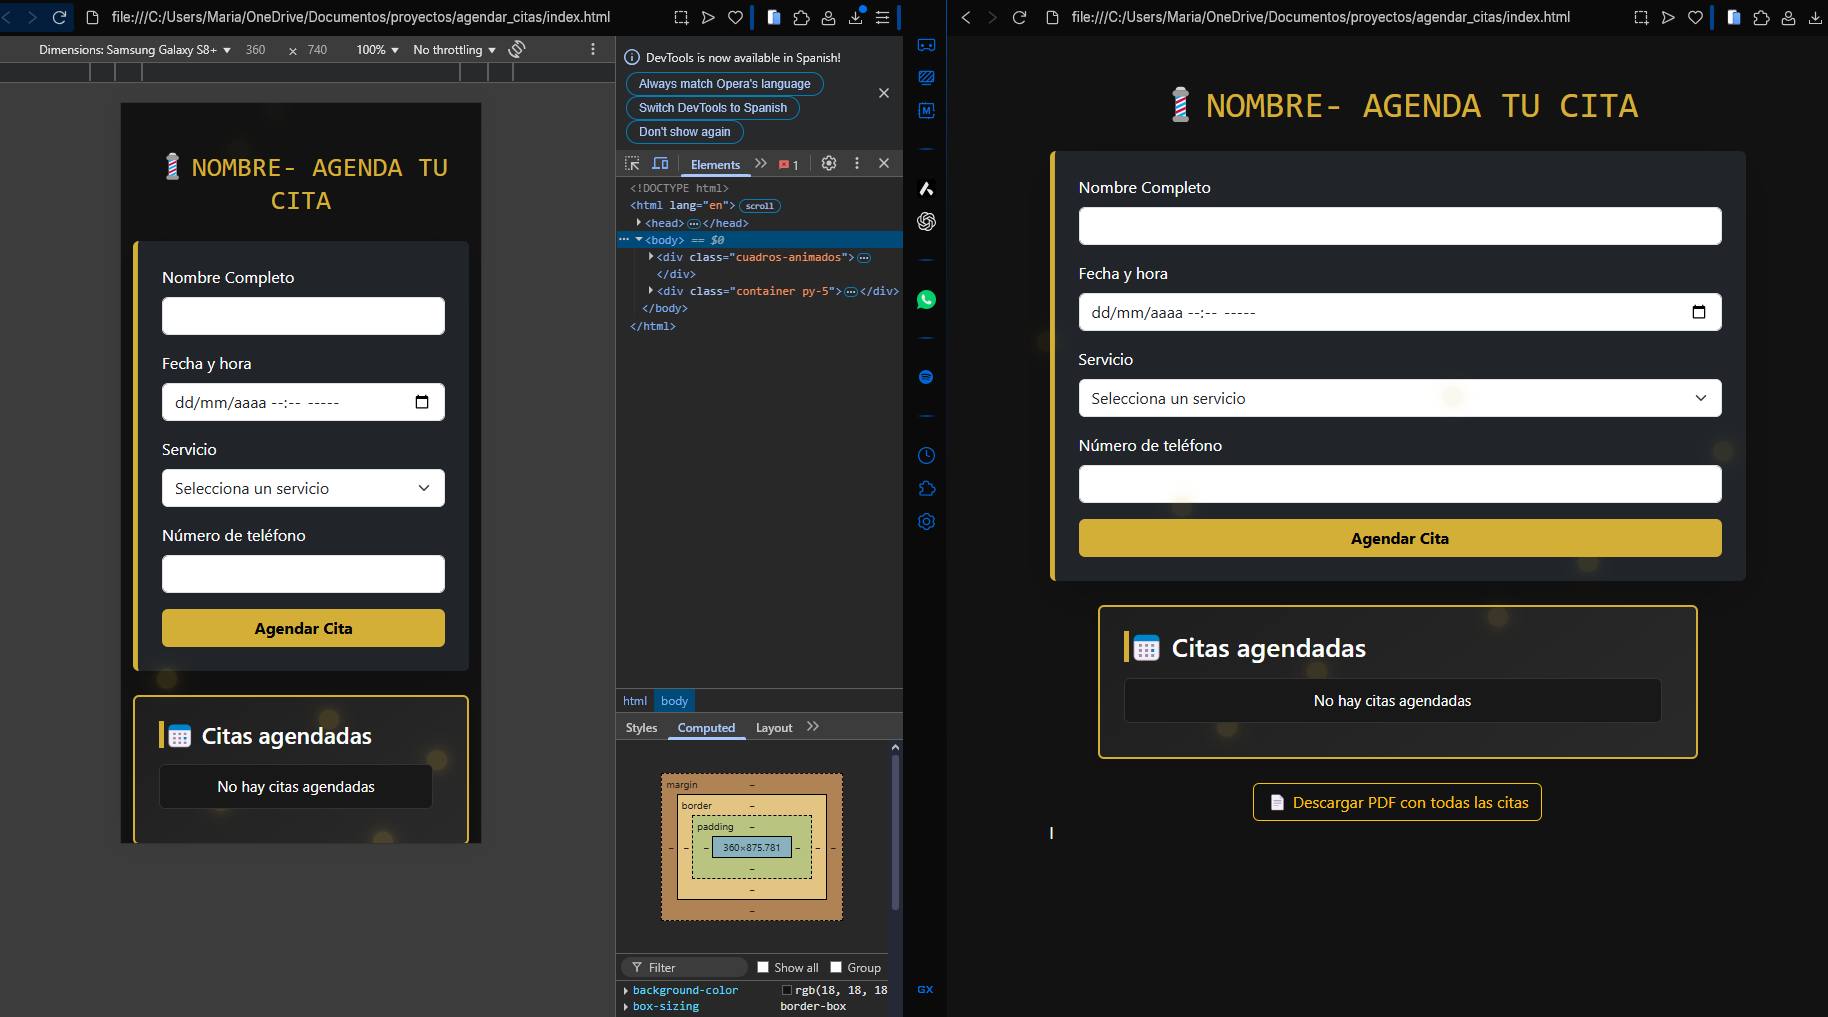 file:///C:/Users/Maria/OneDrive/Documentos/proyectos/agendar_citas/index.html
Dimensions: Samsung Galaxy S8+ 360 × 740 100% No throttling
NOMBRE- AGENDA TU
CITA
Nombre Completo
Fecha y hora
dd/mm/aaaa --:-- -----
Servicio
Selecciona un servicio
Número de teléfono
Agendar Cita
Citas agendadas
No hay citas agendadas
DevTools is now available in Spanish!
Always match Opera's language
Switch DevTools to Spanish
Don't show again
Elements 1
<!DOCTYPE html>
<html lang="en"> scroll
<head> ••• </head>
••• <body> == $0
<div class="cuadros-animados"> •••
</div>
<div class="container py-5"> ••• </div>
</body>
</html>
html body
Styles Computed Layout
margin –
border –
padding –
– – – 360×875.781 – – –
–
–
–
Filter Show all Group
background-color rgb(18, 18, 18
box-sizing border-box
M
GX
file:///C:/Users/Maria/OneDrive/Documentos/proyectos/agendar_citas/index.html
NOMBRE- AGENDA TU CITA
Nombre Completo
Fecha y hora
dd/mm/aaaa --:-- -----
Servicio
Selecciona un servicio
Número de teléfono
Agendar Cita
Citas agendadas
No hay citas agendadas
Descargar PDF con todas las citas